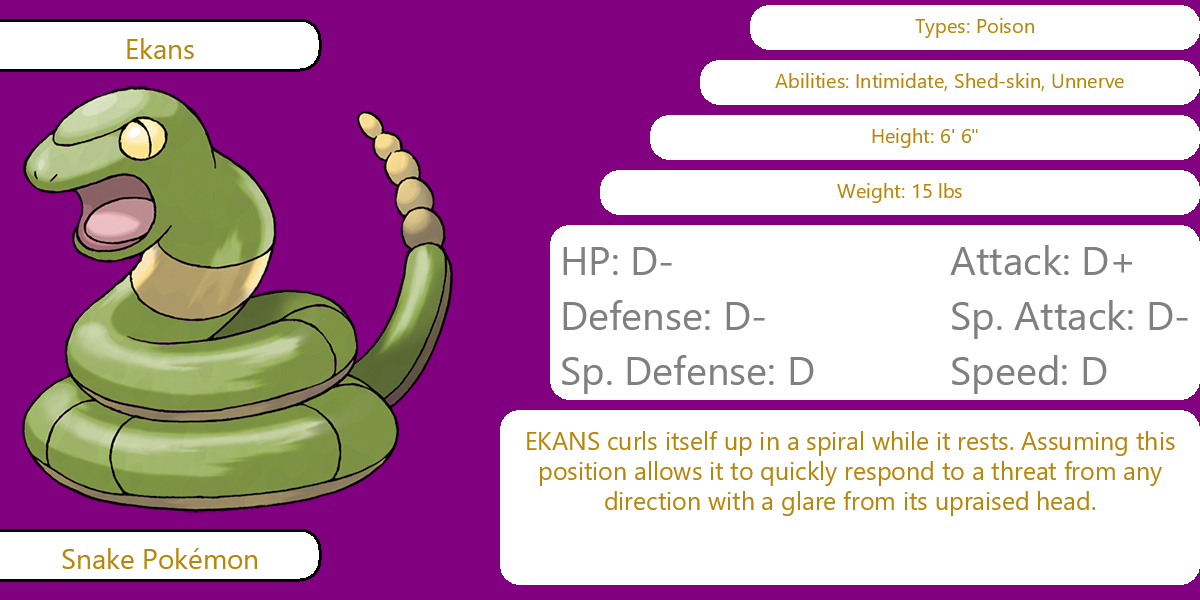 Ekans
Types: Poison
Abilities: Intimidate, Shed-skin, Unnerve
Height: 6' 6"
Weight: 15 lbs
HP: D- Attack: D+
Defense: D- Sp. Attack: D-
Sp. Defense: D Speed: D
EKANS curls itself up in a spiral while it rests. Assuming this
position allows it to quickly respond to a threat from any
direction with a glare from its upraised head.
Snake Pokémon